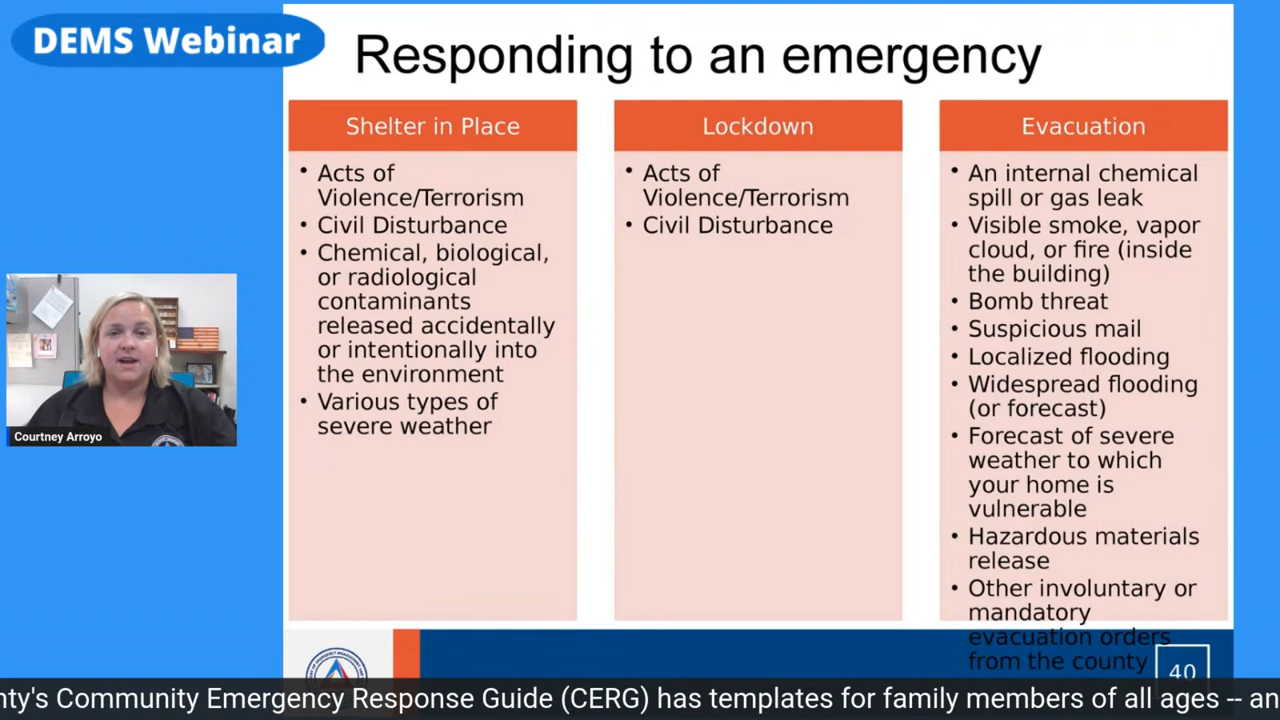 DEMS Webinar
Responding to an emergency
Shelter in Place
• Acts of
Violence/Terrorism
• Civil Disturbance
• Chemical, biological,
or radiological
contaminants
released accidentally
or intentionally into
the environment
• Various types of
severe weather
Lockdown
• Acts of
Violence/Terrorism
• Civil Disturbance
Evacuation
• An internal chemical
spill or gas leak
• Visible smoke, vapor
cloud, or fire (inside
the building)
• Bomb threat
• Suspicious mail
• Localized flooding
• Widespread flooding
(or forecast)
• Forecast of severe
weather to which
your home is
vulnerable
• Hazardous materials
release
• Other involuntary or
mandatory
evacuation orders
from the county
Courtney Arroyo
40
nty's Community Emergency Response Guide (CERG) has templates for family members of all ages -- an